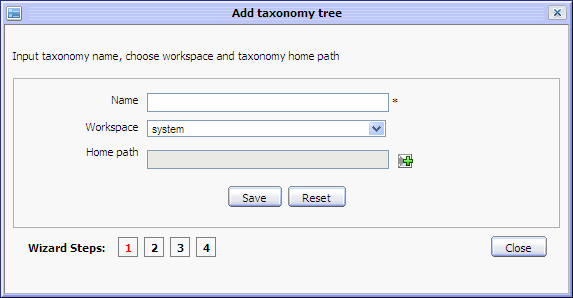 Add taxonomy tree
Input taxonomy name, choose workspace and taxonomy home path
Name *
Workspace system
Home path
Save Reset
Wizard Steps: 1 2 3 4 Close